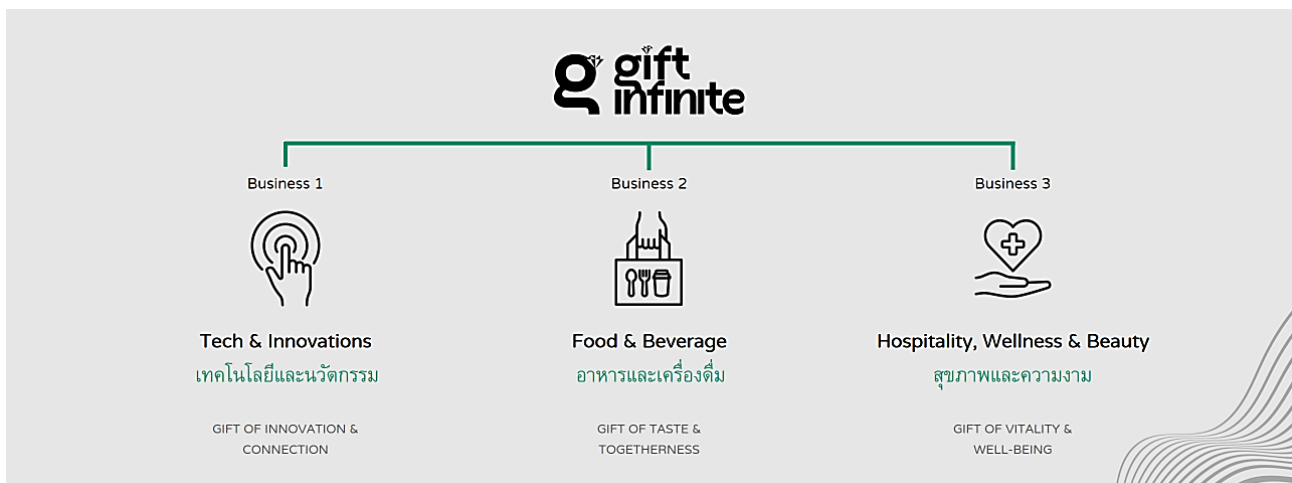 gift
infinite
Business 1
Business 2
Business 3
Tech & Innovations
Food & Beverage
Hospitality, Wellness & Beauty
เทคโนโลยีและนวัตกรรม
อาหารและเครื่องดื่ม
สุขภาพและความงาม
GIFT OF INNOVATION &
CONNECTION
GIFT OF TASTE &
TOGETHERNESS
GIFT OF VITALITY &
WELL-BEING